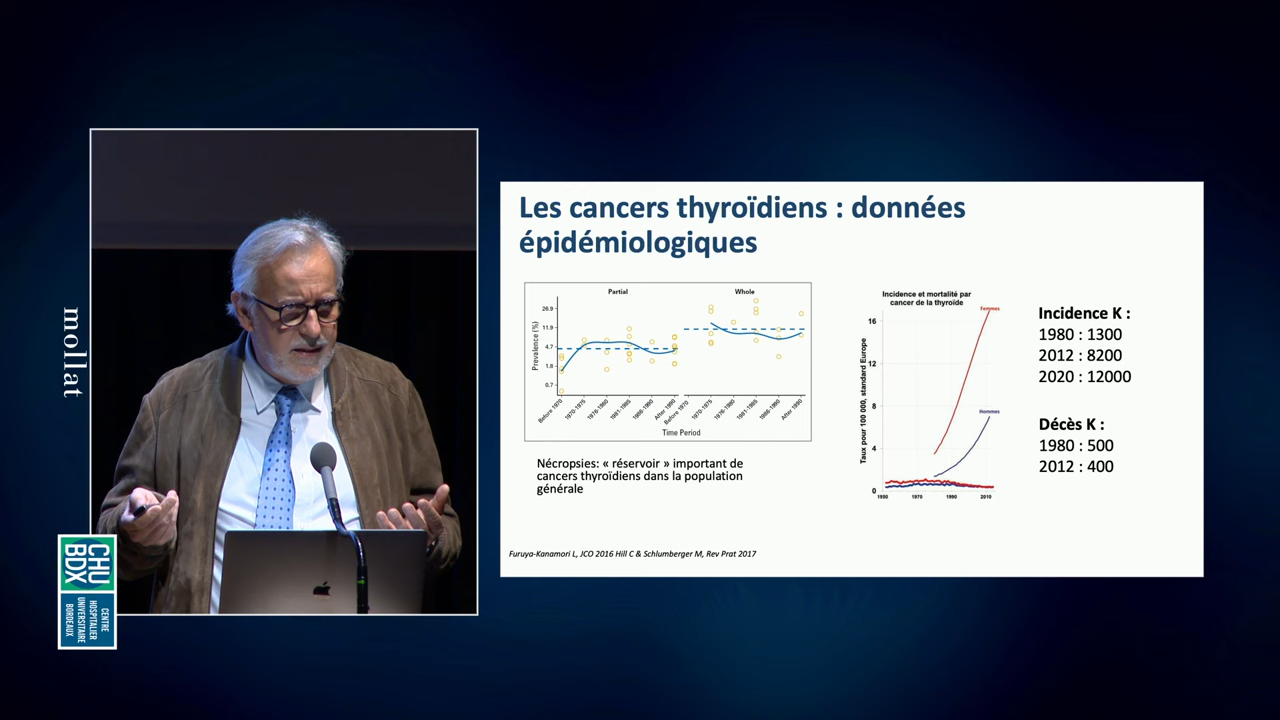 mollat
CHU
BDX
CENTRE
HOSPITALIER
UNIVERSITAIRE
BORDEAUX
Les cancers thyroïdiens : données
épidémiologiques
Partial
Whole
Prevalence (%)
26.9
11.9
4.7
1.8
0.7
Before 1970
1970-1975
1976-1980
1981-1985
1986-1990
After 1990
Before 1970
1970-1975
1976-1980
1981-1985
1986-1990
After 1990
Time Period
Nécropsies: « réservoir » important de
cancers thyroïdiens dans la population
générale
Incidence et mortalité par
cancer de la thyroïde
Femmes
Hommes
Taux pour 100 000, standard Europe
16
12
8
4
0
1950
1970
1990
2010
Incidence K :
1980 : 1300
2012 : 8200
2020 : 12000
Décès K :
1980 : 500
2012 : 400
Furuya-Kanamori L, JCO 2016 Hill C & Schlumberger M, Rev Prat 2017